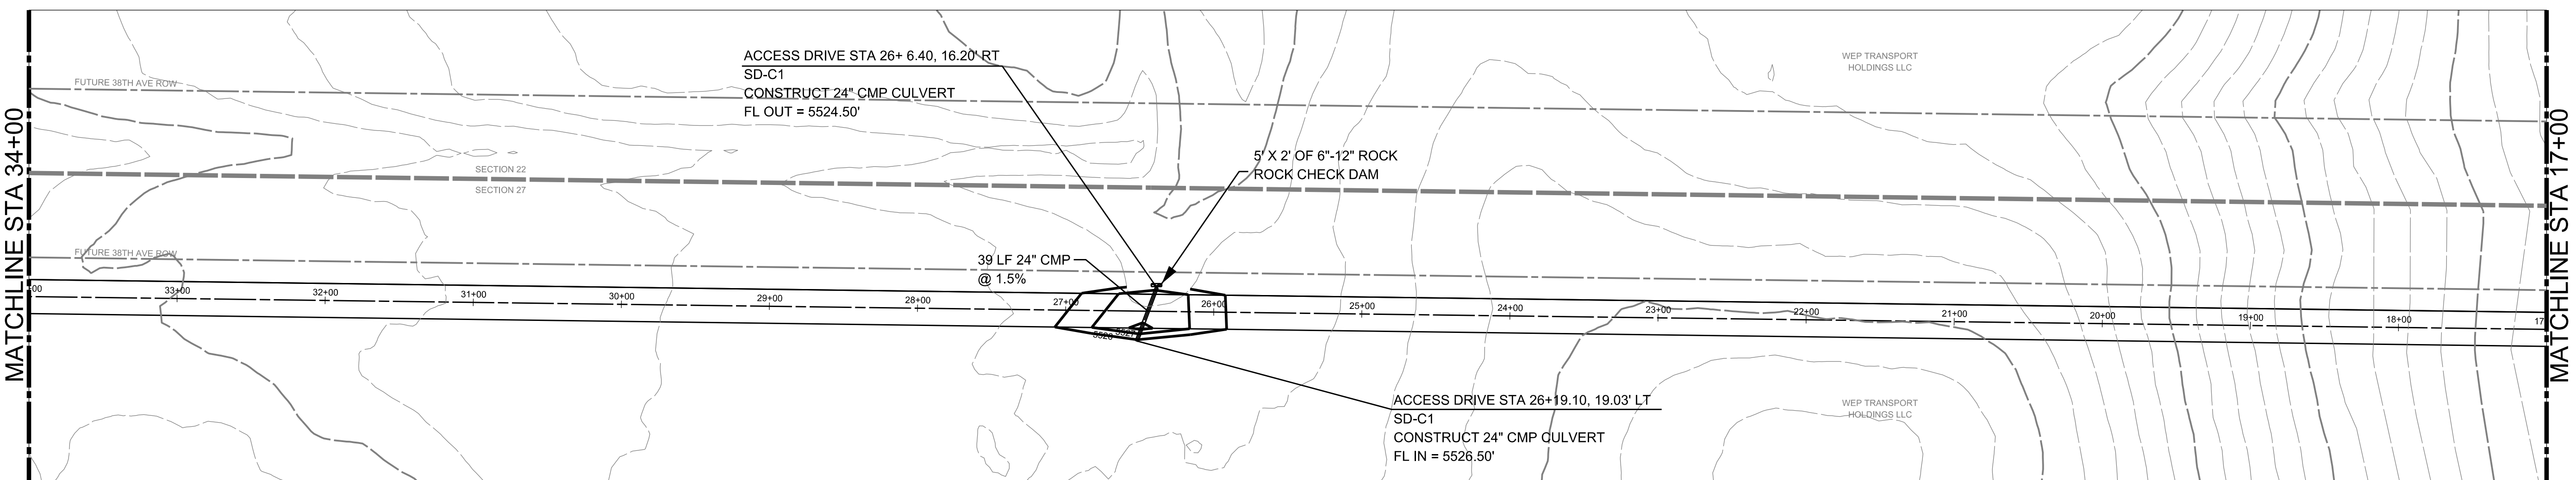 MATCHLINE STA 34+00
FUTURE 38TH AVE ROW
ACCESS DRIVE STA 26+ 6.40, 16.20' RT
SD-C1
CONSTRUCT 24" CMP CULVERT
FL OUT = 5524.50'
WEP TRANSPORT
HOLDINGS LLC
MATCHLINE STA 17+00
5' X 2' OF 6"-12" ROCK
ROCK CHECK DAM
SECTION 22
SECTION 27
FUTURE 38TH AVE ROW
39 LF 24" CMP
@ 1.5%
00
33+00
32+00
31+00
30+00
29+00
28+00
27+00
26+00
25+00
24+00
23+00
22+00
21+00
20+00
19+00
18+00
17
ACCESS DRIVE STA 26+19.10, 19.03' LT
SD-C1
CONSTRUCT 24" CMP CULVERT
FL IN = 5526.50'
WEP TRANSPORT
HOLDINGS LLC